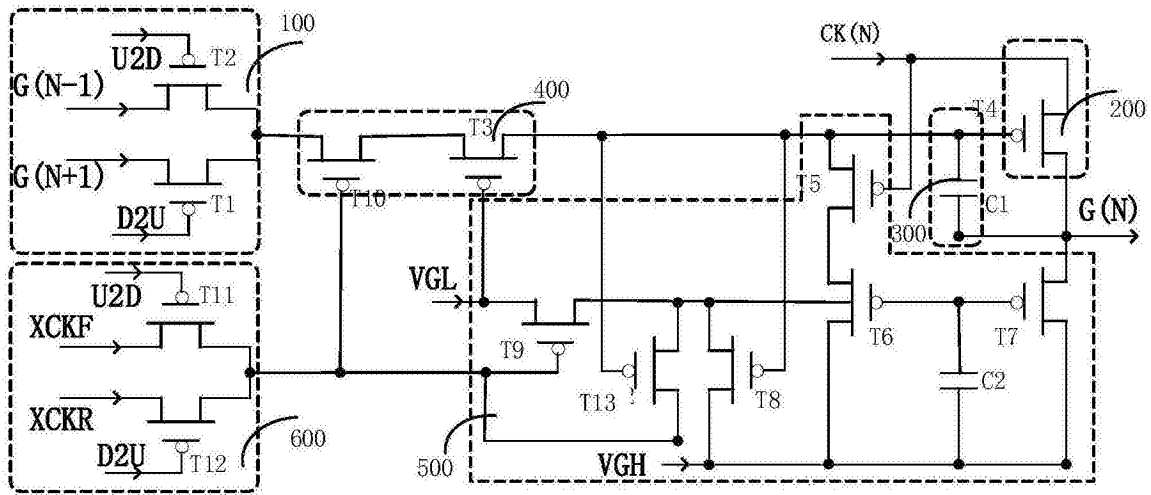 100
U2D
T2
G(N-1)
G(N+1)
T1
D2U
400
T3
T10
CK(N)
T4
200
T5
300
C1
G(N)
U2D
T11
XCKF
XCKR
D2U
T12
600
VGL
T9
T6
T7
T13
T8
C2
500
VGH